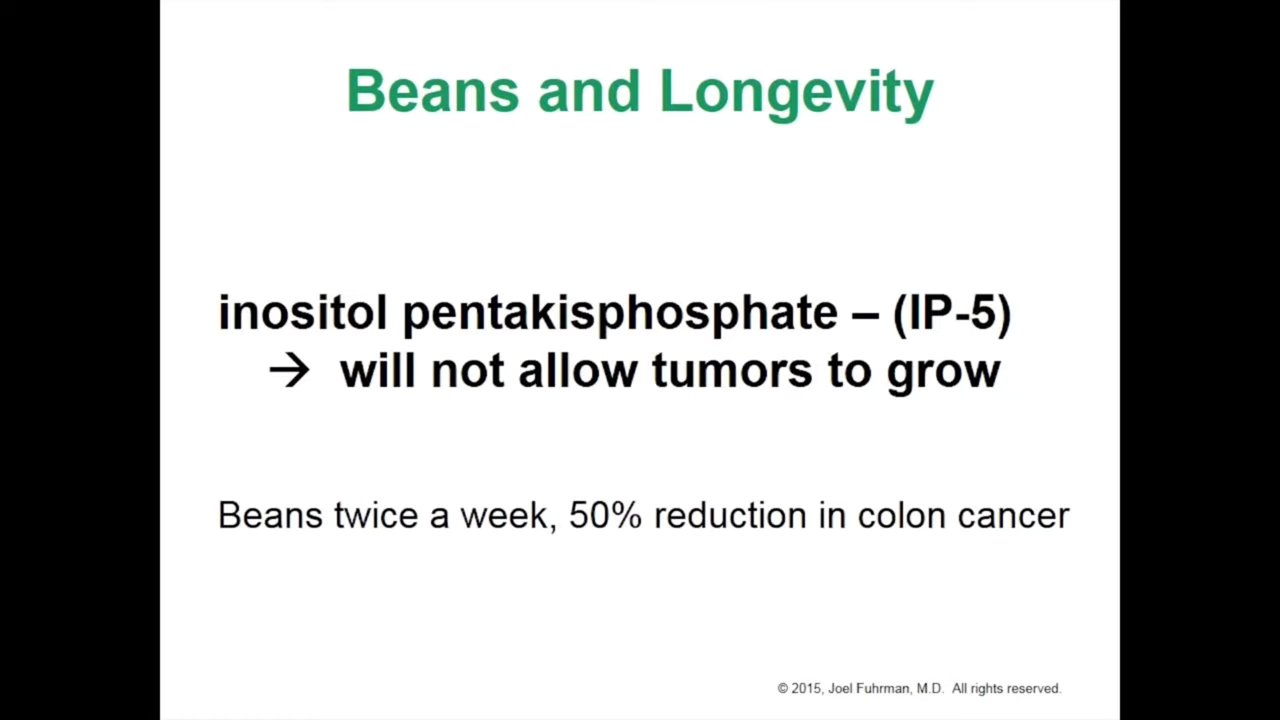 Beans and Longevity
inositol pentakisphosphate – (IP-5)
→ will not allow tumors to grow
Beans twice a week, 50% reduction in colon cancer
© 2015, Joel Fuhrman, M.D. All rights reserved.